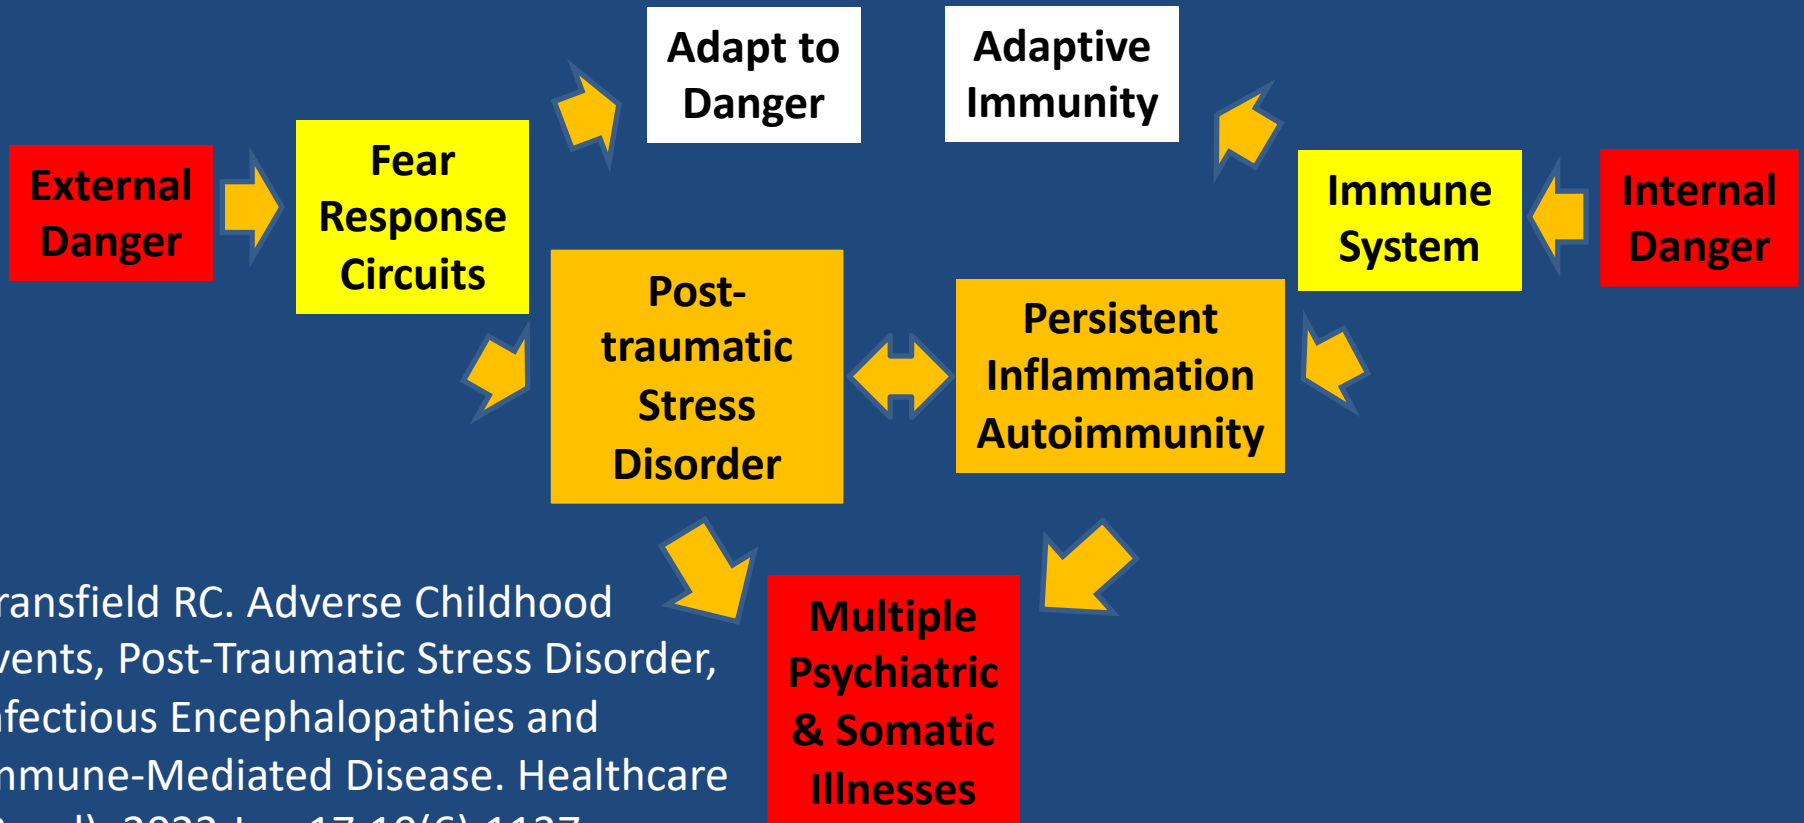 External
Danger
Fear
Response
Circuits
Adapt to
Danger
Adaptive
Immunity
Immune
System
Internal
Danger
Post-
traumatic
Stress
Disorder
Persistent
Inflammation
Autoimmunity
Multiple
Psychiatric
& Somatic
Illnesses
ransfield RC. Adverse Childhood
vents, Post-Traumatic Stress Disorder,
fectious Encephalopathies and
mmune-Mediated Disease. Healthcare